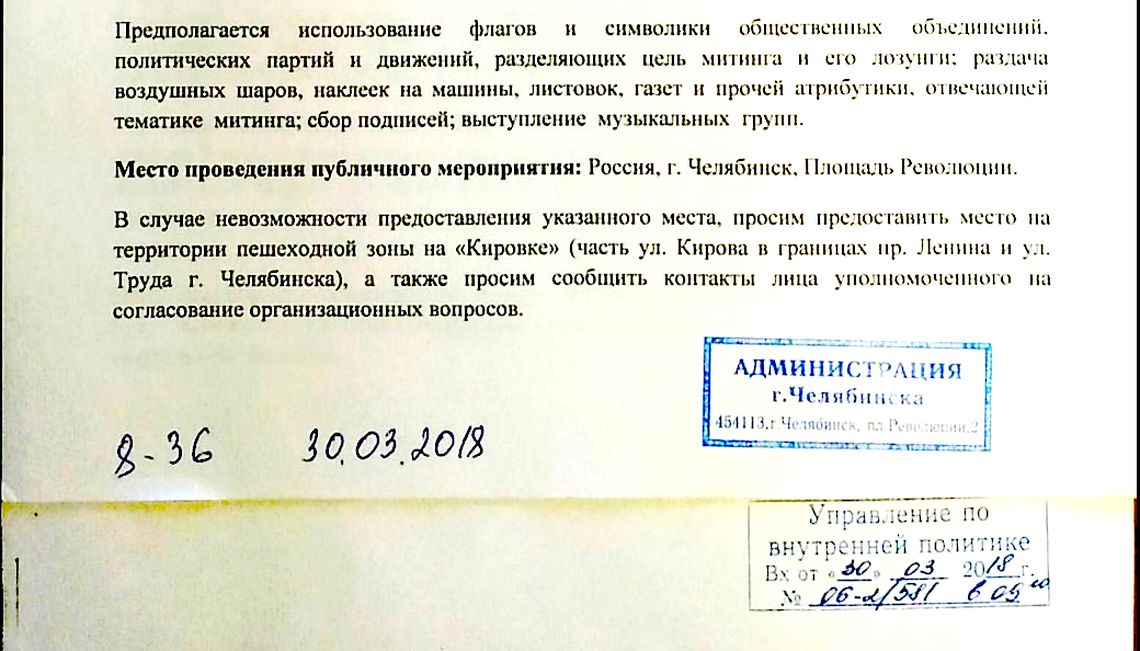 Предполагается использование флагов и символики общественных объединений,
политических партий и движений, разделяющих цель митинга и его лозунги; раздача
воздушных шаров, наклеек на машины, листовок, газет и прочей атрибутики, отвечающей
тематике митинга; сбор подписей; выступление музыкальных групп.
Место проведения публичного мероприятия: Россия, г. Челябинск, Площадь Революции.
В случае невозможности предоставления указанного места, просим предоставить место на
территории пешеходной зоны на «Кировке» (часть ул. Кирова в границах пр. Ленина и ул.
Труда г. Челябинска), а также просим сообщить контакты лица уполномоченного на
согласование организационных вопросов.
АДМИНИСТРАЦИЯ
г.Челябинска
454113,г.Челябинск, пл.Революции,2
8-36 30.03.2018
Управление по
внутренней политике
Вх от «30» 03 2018 г.
№ 06-2/581